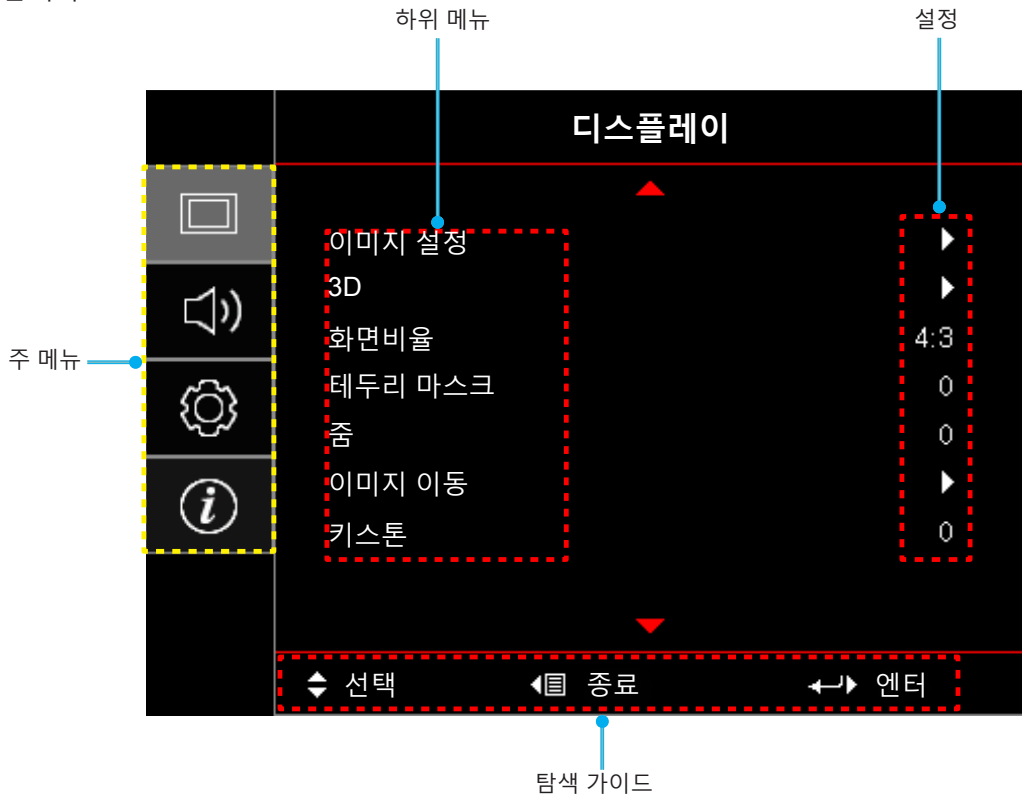 하위 메뉴
설정
디스플레이
이미지 설정
3D
화면비율 4:3
주 메뉴
테두리 마스크 0
줌 0
이미지 이동
키스톤 0
선택 종료 엔터
탐색 가이드